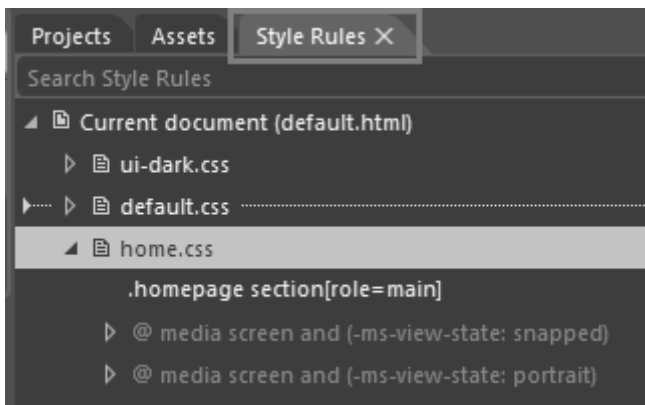 Projects Assets Style Rules ×
Search Style Rules
Current document (default.html)
ui-dark.css
default.css
home.css
.homepage section[role=main]
@ media screen and (-ms-view-state: snapped)
@ media screen and (-ms-view-state: portrait)